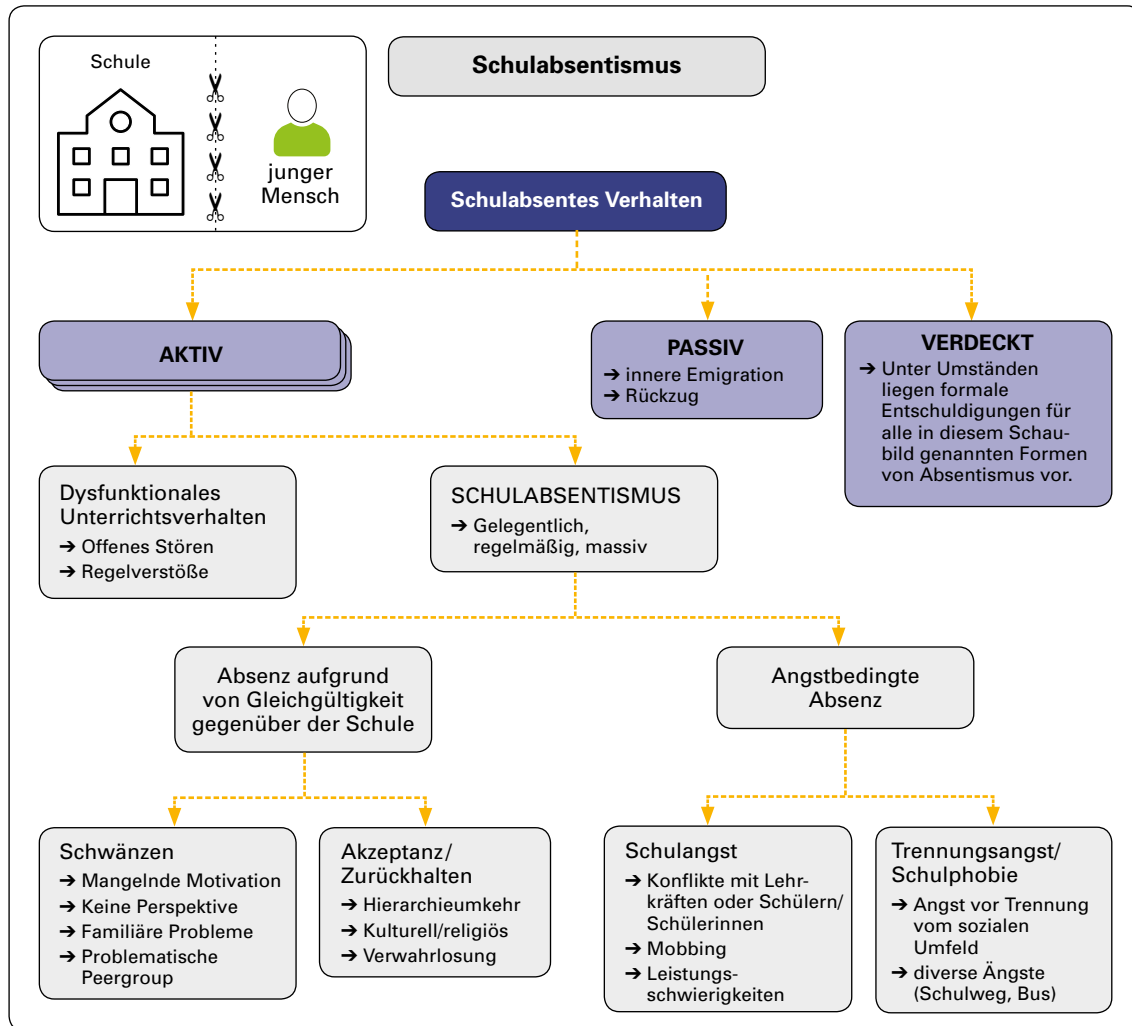 Schule
junger
Mensch
Schulabsentismus
Schulabsentes Verhalten
AKTIV
PASSIV
➔ innere Emigration
➔ Rückzug
VERDECKT
➔ Unter Umständen
liegen formale
Entschuldigungen für
alle in diesem Schau-
bild genannten Formen
von Absentismus vor.
Dysfunktionales
Unterrichtsverhalten
➔ Offenes Stören
➔ Regelverstöße
SCHULABSENTISMUS
➔ Gelegentlich,
regelmäßig, massiv
Absenz aufgrund
von Gleichgültigkeit
gegenüber der Schule
Angstbedingte
Absenz
Schwänzen
➔ Mangelnde Motivation
➔ Keine Perspektive
➔ Familiäre Probleme
➔ Problematische
Peergroup
Akzeptanz/
Zurückhalten
➔ Hierarchieumkehr
➔ Kulturell/religiös
➔ Verwahrlosung
Schulangst
➔ Konflikte mit Lehr-
kräften oder Schülern/
Schülerinnen
➔ Mobbing
➔ Leistungs-
schwierigkeiten
Trennungsangst/
Schulphobie
➔ Angst vor Trennung
vom sozialen
Umfeld
➔ diverse Ängste
(Schulweg, Bus)